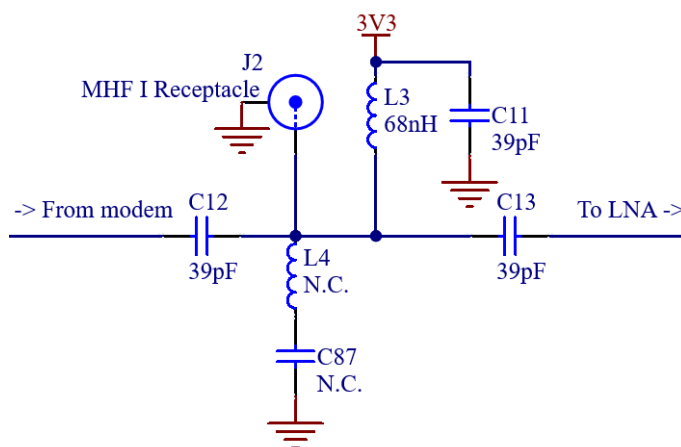 3V3
J2
MHF I Receptacle
L3
68nH
C11
39pF
-> From modem
C12
39pF
C13
39pF
To LNA ->
L4
N.C.
C87
N.C.